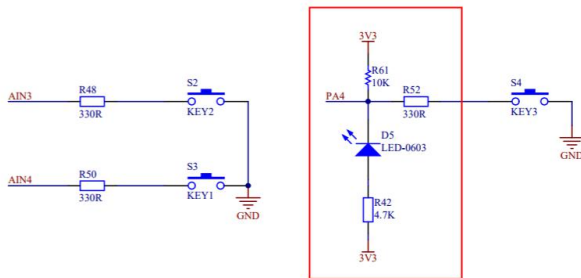 AIN3
R48
330R
S2
KEY2
AIN4
R50
330R
S3
KEY1
GND
3V3
R61
10K
PA4
R52
330R
S4
KEY3
GND
D5
LED-0603
R42
4.7K
3V3